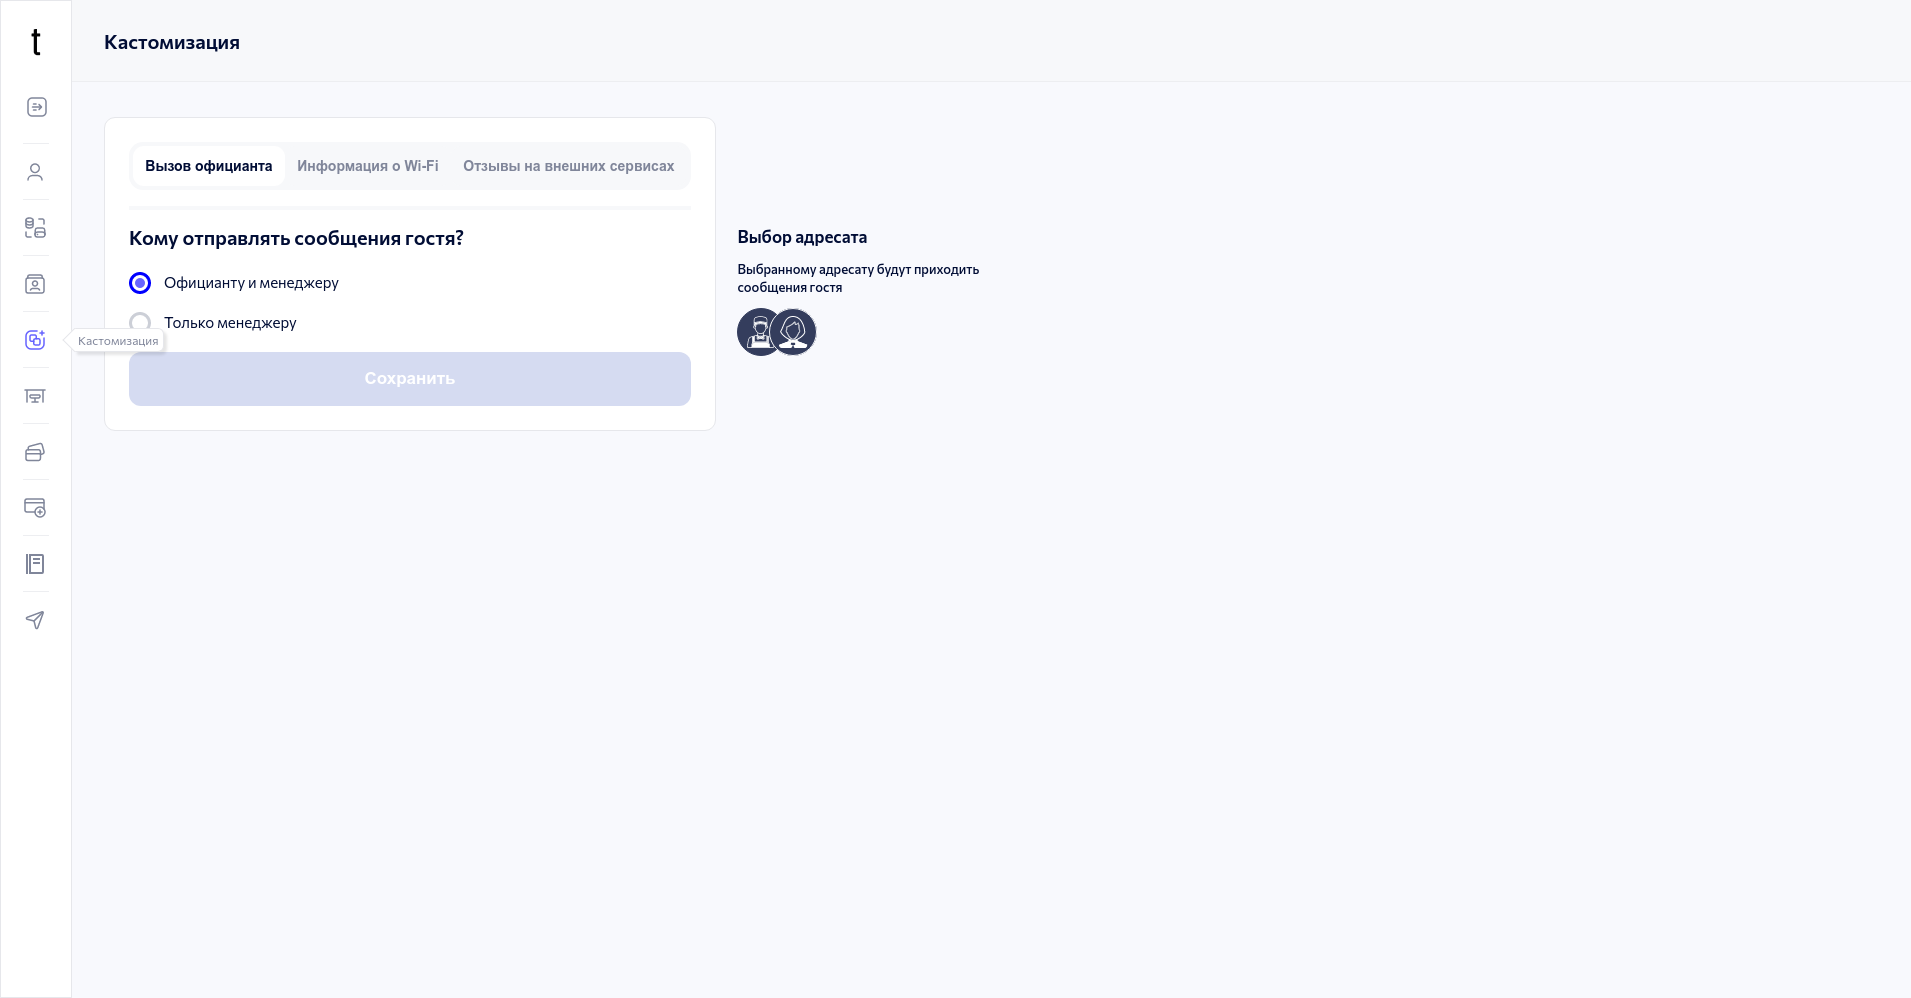 t
Кастомизация
Вызов официанта Информация о Wi-Fi Отзывы на внешних сервисах
Кому отправлять сообщения гостя?
Официанту и менеджеру
Только менеджеру
Кастомизация
Сохранить
Выбор адресата
Выбранному адресату будут приходить
сообщения гостя